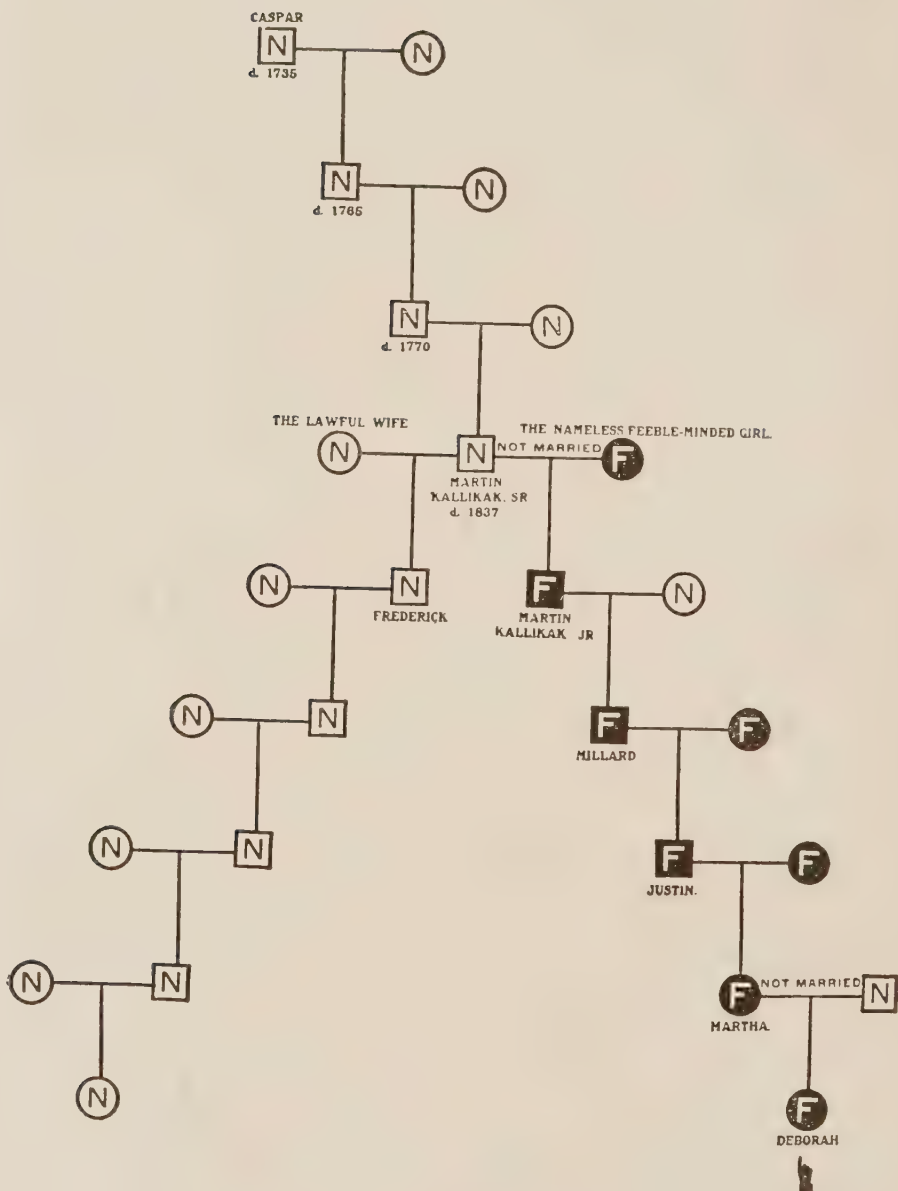 CASPAR
N N
d. 1735
N N
d. 1765
N N
d. 1770
THE LAWFUL WIFE THE NAMELESS FEEBLE-MINDED GIRL.
N N NOT MARRIED F
MARTIN
KALLIKAK, SR
d. 1837
N N F N
FREDERICK MARTIN
KALLIKAK JR
N N F F
MILLARD
N N F F
JUSTIN.
N N F NOT MARRIED N
MARTHA.
N F
DEBORAH